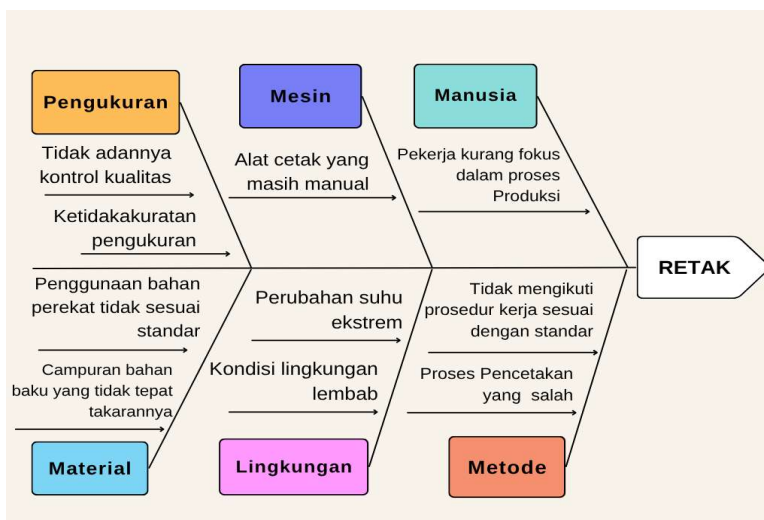 Pengukuran
Mesin
Manusia
Tidak adannya
kontrol kualitas
Ketidakakuratan
pengukuran
Alat cetak yang
masih manual
Pekerja kurang fokus
dalam proses
Produksi
RETAK
Penggunaan bahan
perekat tidak sesuai
standar
Campuran bahan
baku yang tidak tepat
takarannya
Perubahan suhu
ekstrem
Kondisi lingkungan
lembab
Tidak mengikuti
prosedur kerja sesuai
dengan standar
Proses Pencetakan
yang salah
Material
Lingkungan
Metode